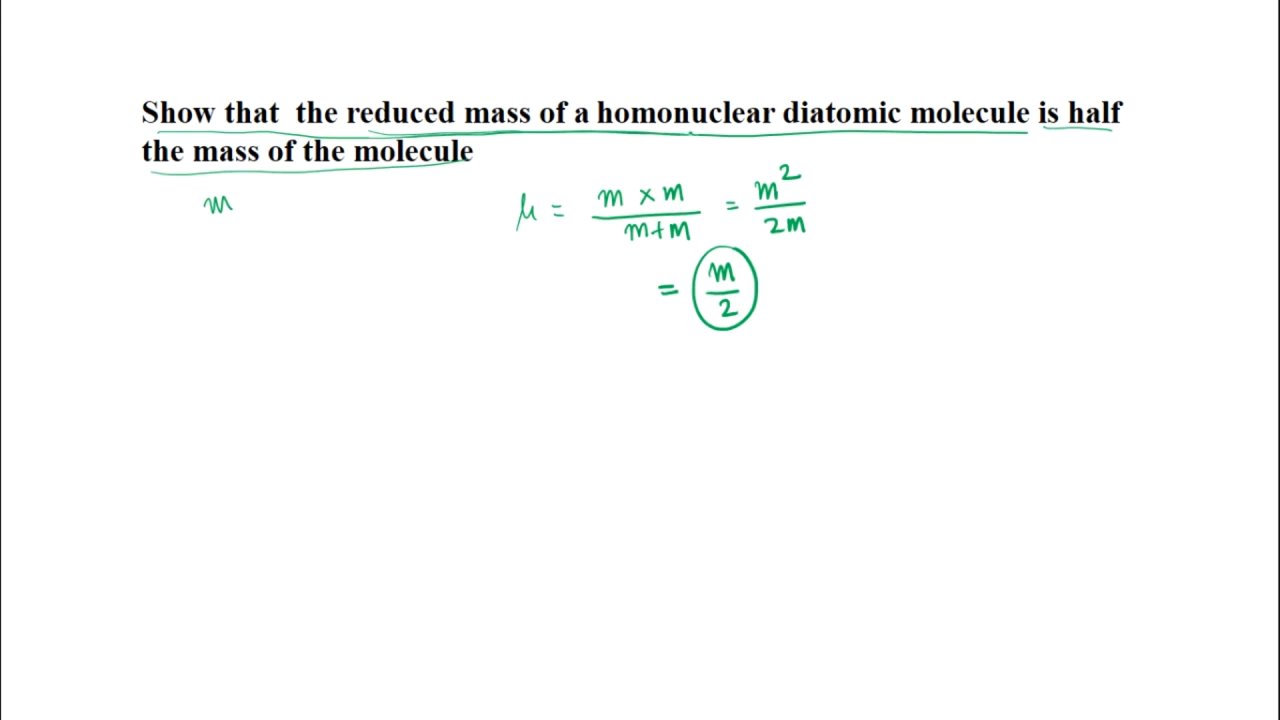 Show that the reduced mass of a homonuclear diatomic molecule is half
the mass of the molecule
m
μ = m × m / m+m = m² / 2m
= m / 2